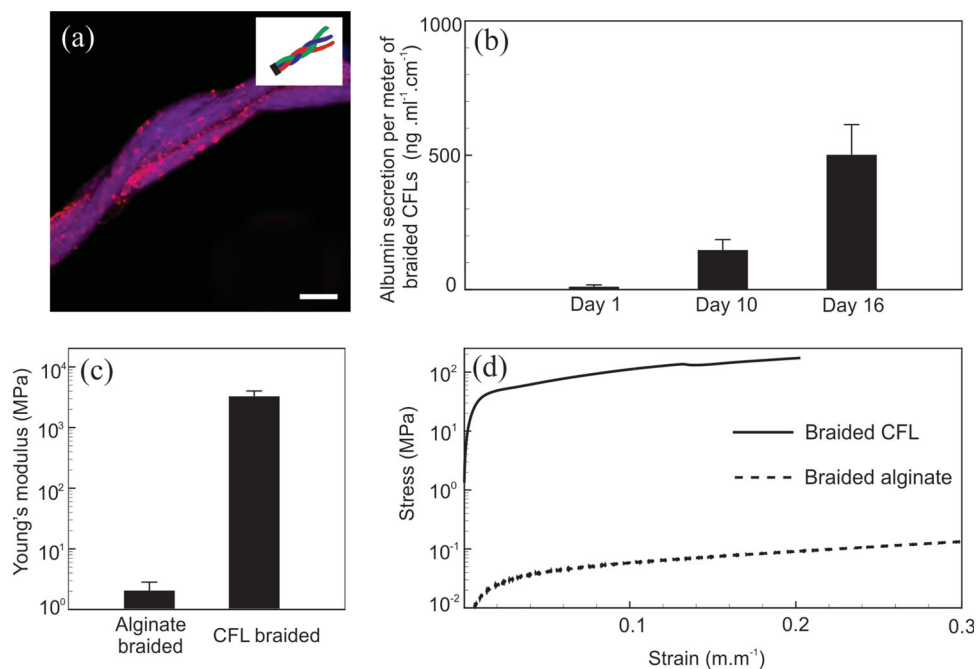 (a)
(b)
Albumin secretion per meter of
braided CFLs (ng .ml⁻¹.cm⁻¹)
1000
500
0
Day 1
Day 10
Day 16
(c)
Young's modulus (MPa)
10⁴
10³
10²
10¹
10⁰
Alginate
braided
CFL braided
(d)
Stress (MPa)
10²
10¹
10⁰
10⁻¹
10⁻²
Braided CFL
Braided alginate
0.1
0.2
0.3
Strain (m.m⁻¹)